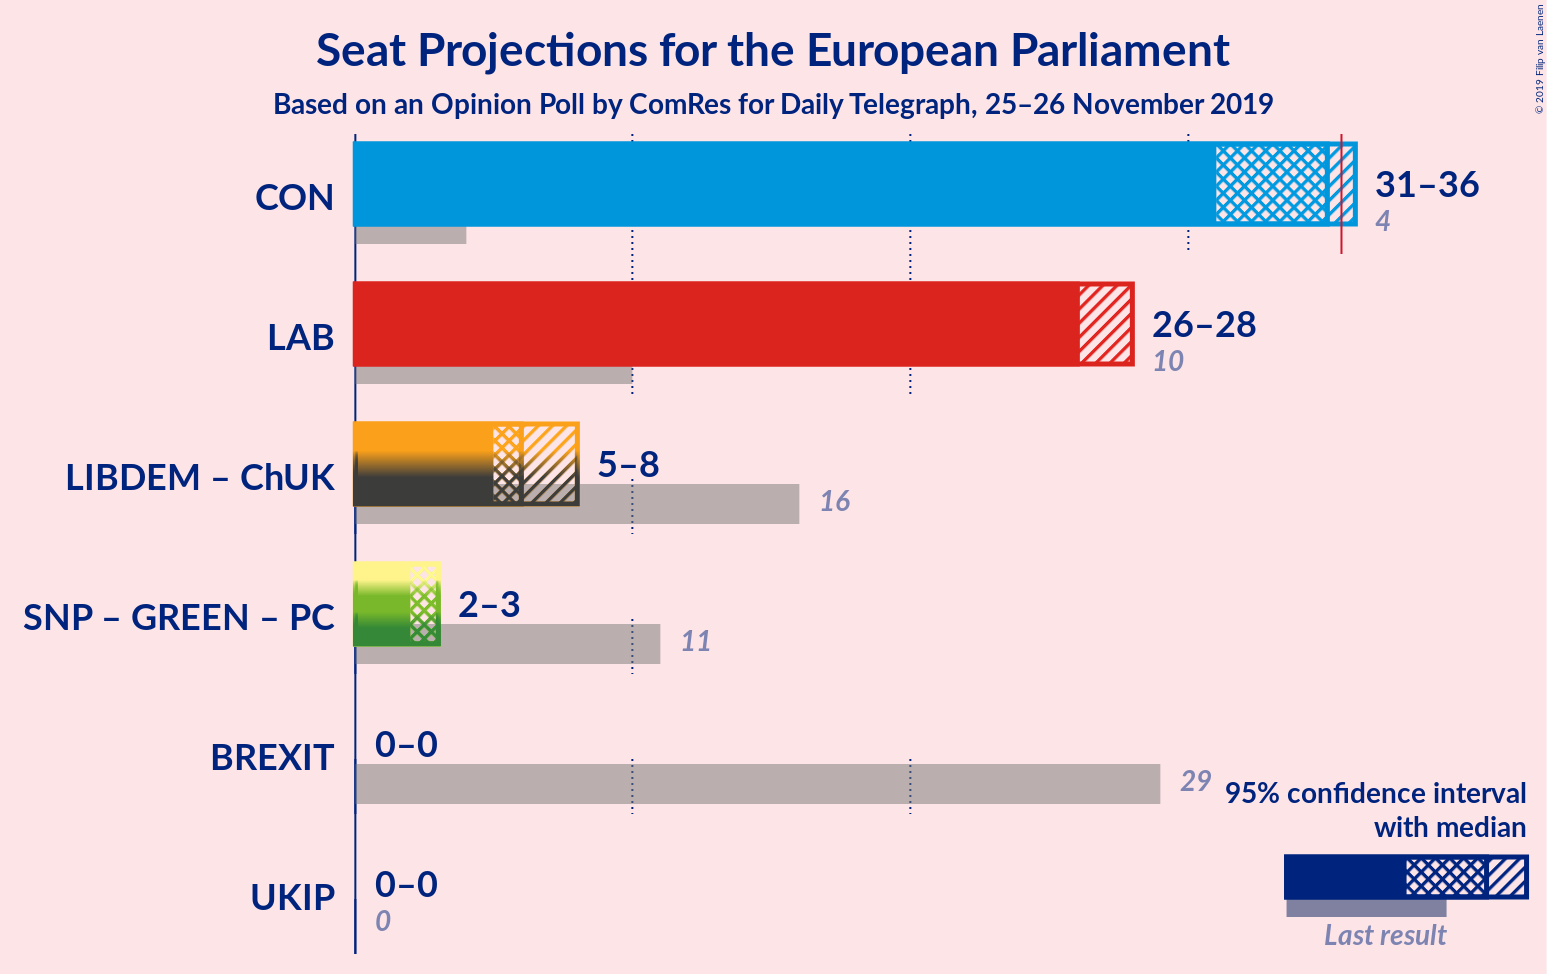 Seat Projections for the European Parliament
Based on an Opinion Poll by ComRes for Daily Telegraph, 25–26 November 2019
© 2019 Filip van Laenen
CON
31–36
4
LAB
26–28
10
LIBDEM – ChUK
5–8
16
SNP – GREEN – PC
2–3
11
BREXIT
0–0
29
UKIP
0–0
0
95% confidence interval
with median
Last result